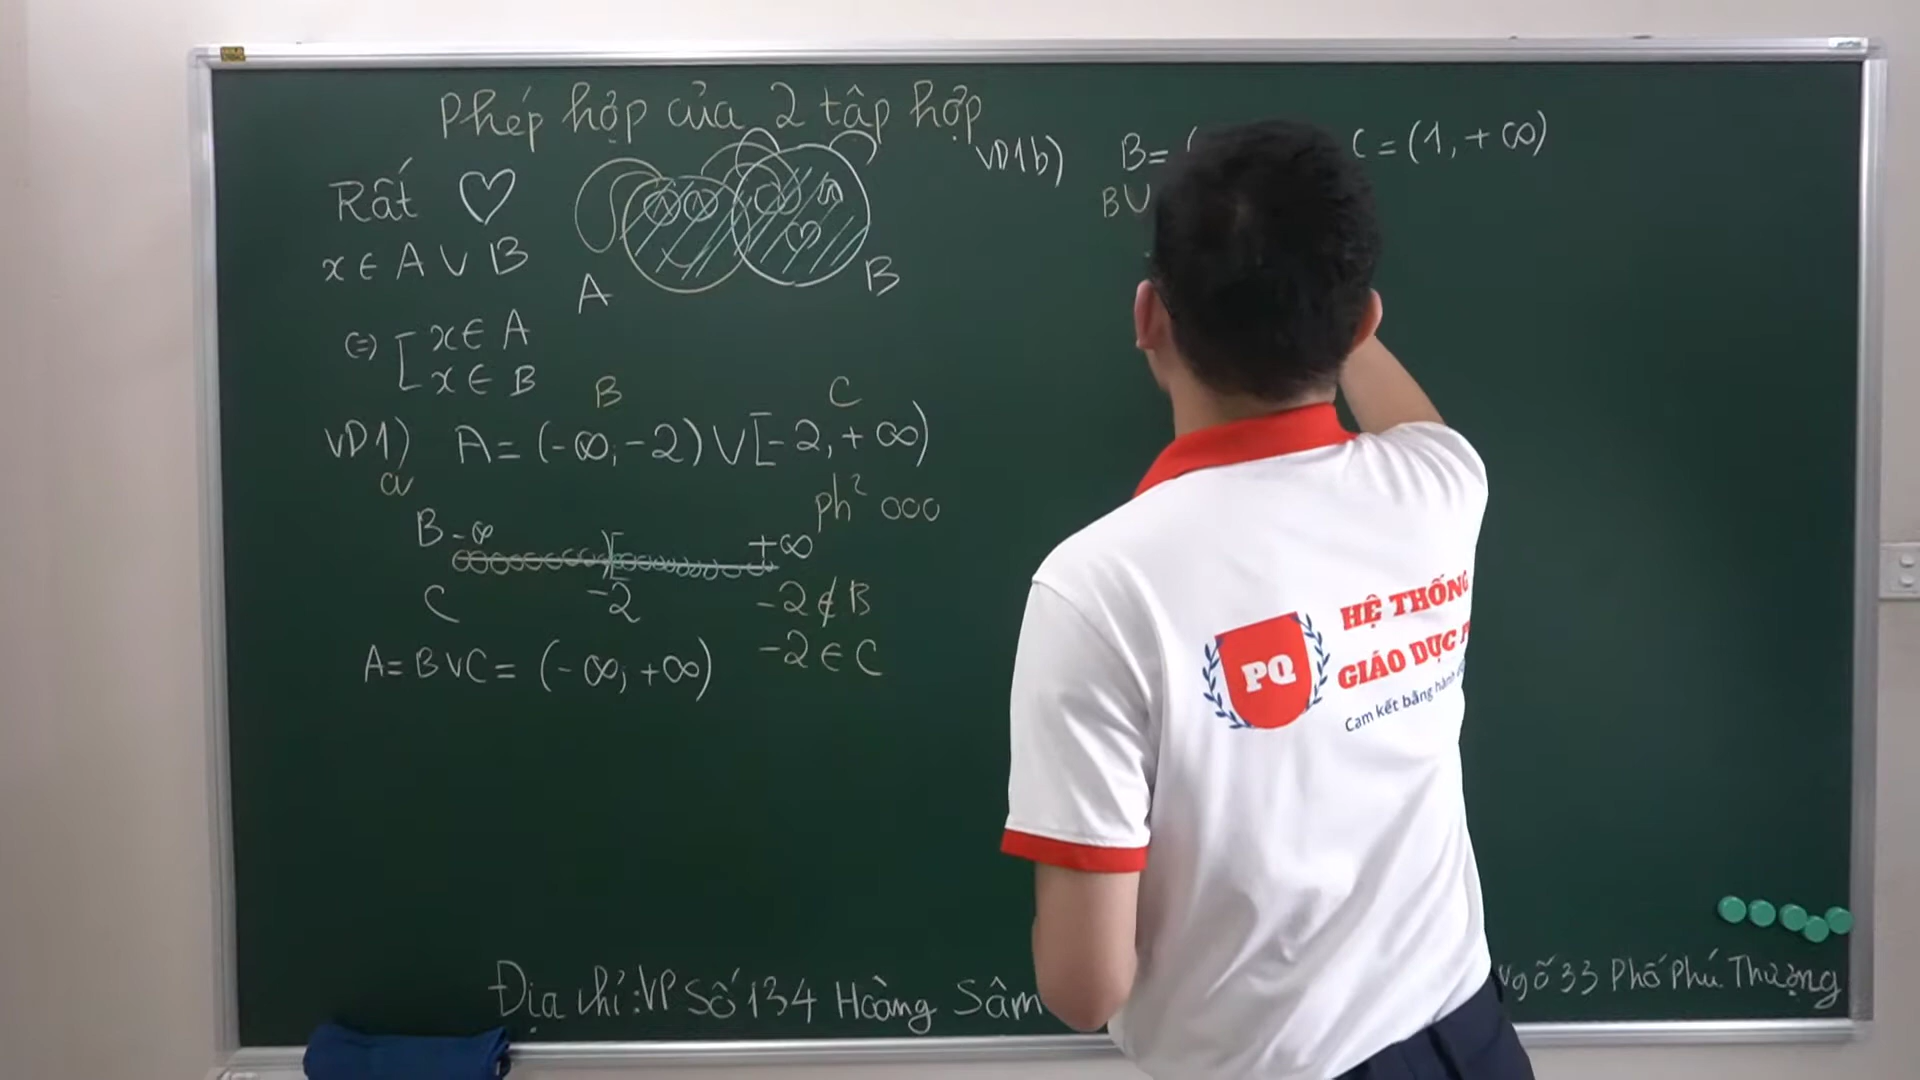 Phép hợp của 2 tập hợp
Rất ♡
x ∈ A ∪ B
A
B
⇔ [ x ∈ A
x ∈ B
B C
VD1) A = (-∞; -2) ∪ [-2, +∞)
a
ph² ooo
B -∞ )[ +∞
C -2
-2 ∉ B
-2 ∈ C
A = B ∪ C = (-∞; +∞)
VD1b) B = ( C = (1, +∞)
B ∪
PQ
HỆ THỐNG
GIÁO DỤC
Cam kết bằng
Địa chỉ: VP Số 134 Hoàng Sâm
Ngõ 33 Phố Phú Thượng